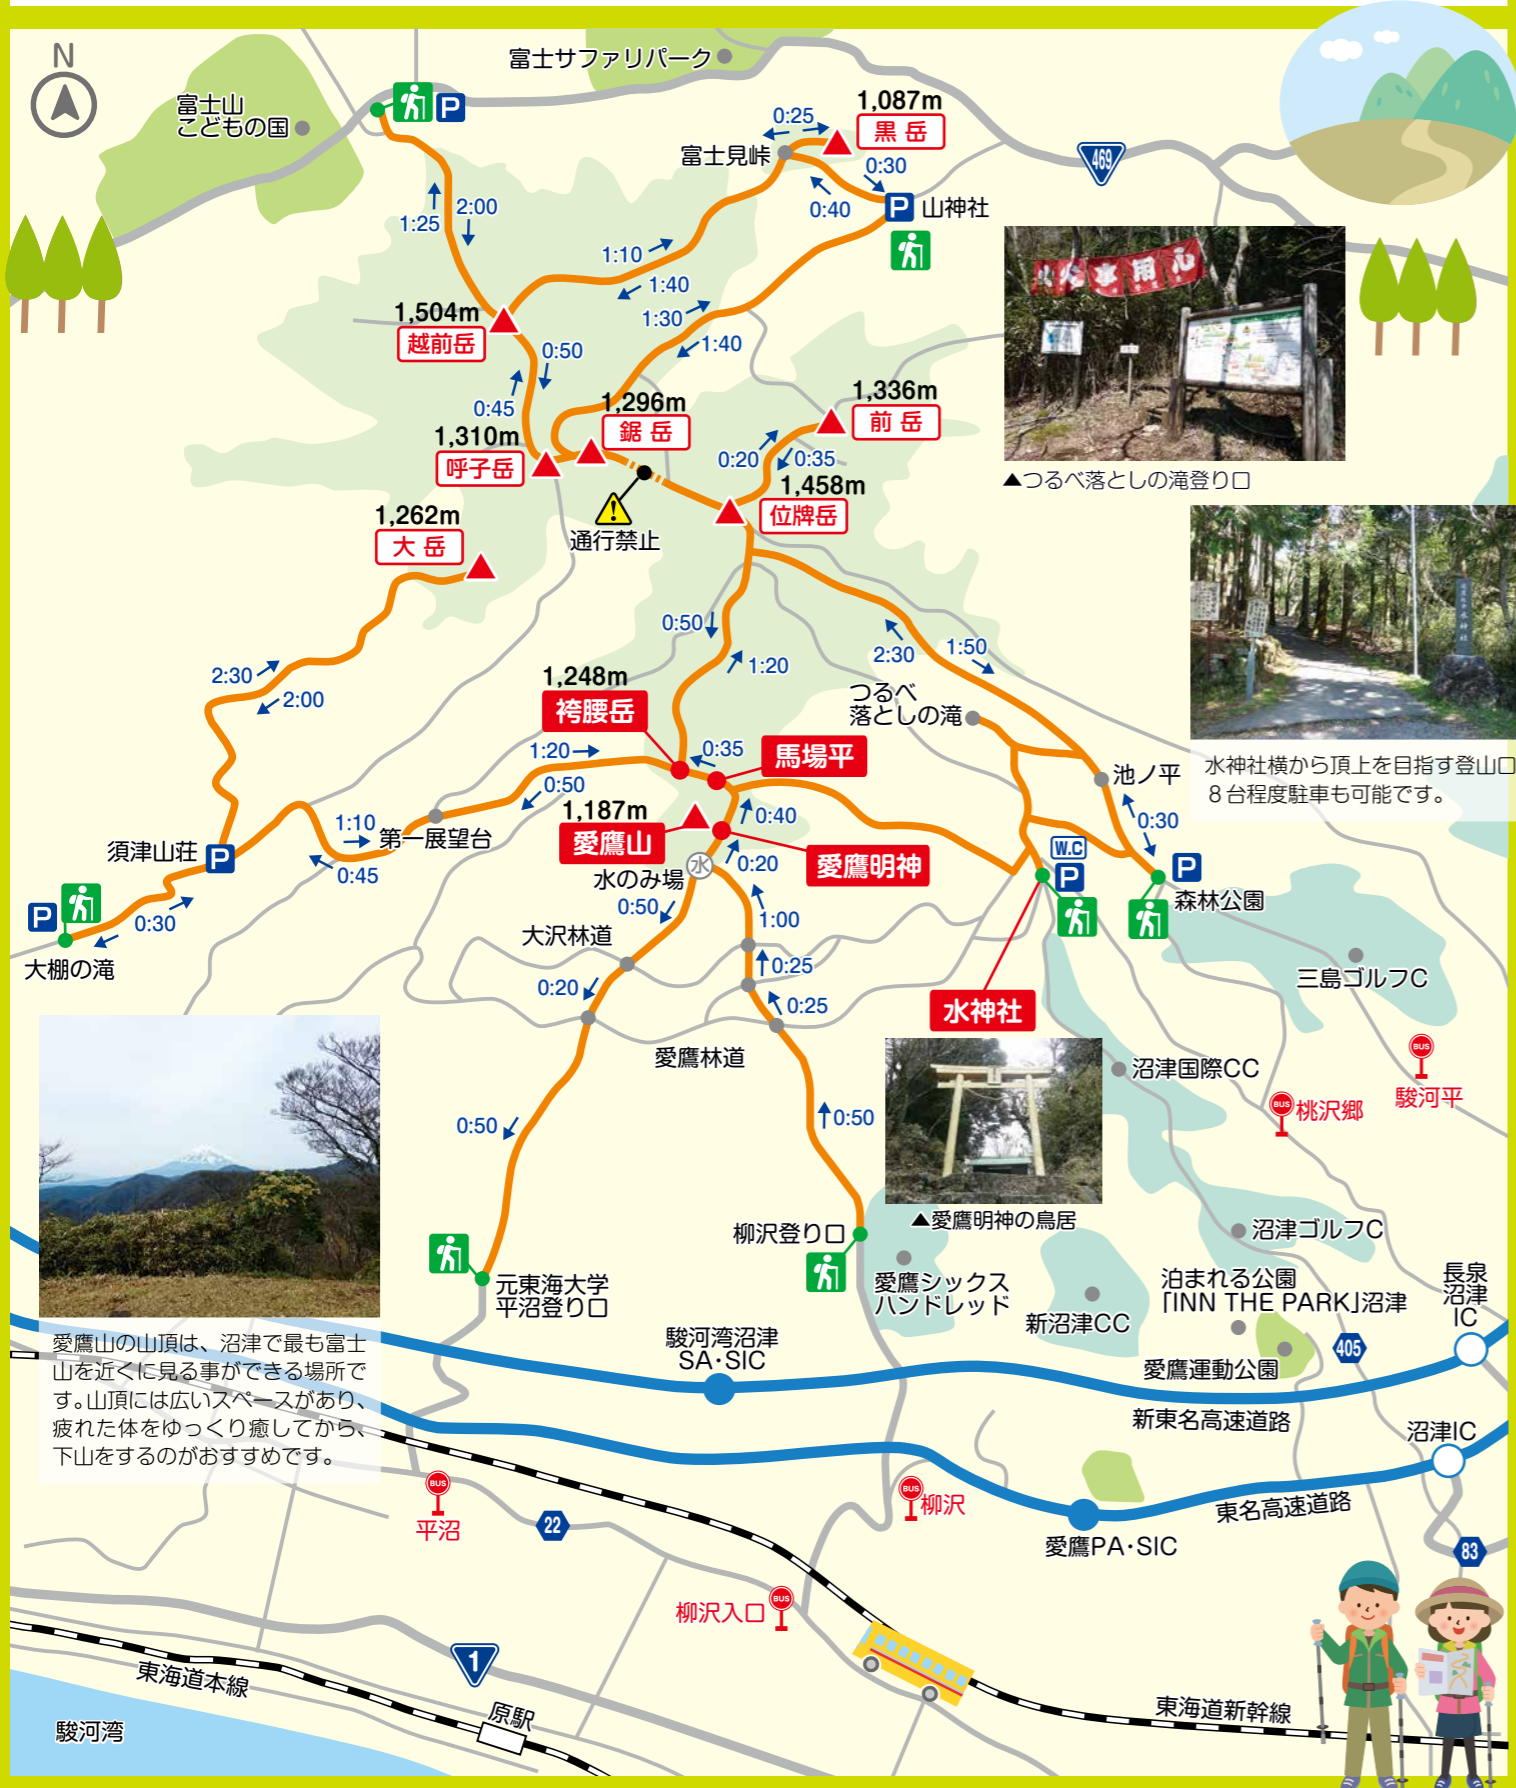 N
富士サファリパーク
富士山
こどもの国
P
0:25
1,087m
黒 岳
富士見峠
0:30
0:40
P
山神社
469
1:25
2:00
1:10
1:40
1:30
1:40
1,504m
越前岳
0:50
0:45
1,296m
鋸 岳
1,310m
呼子岳
1,336m
前 岳
0:20
0:35
1,458m
位牌岳
通行禁止
▲つるべ落としの滝登り口
1,262m
大 岳
0:50
1:20
2:30
1:50
2:30
2:00
1,248m
袴腰岳
つるべ
落としの滝
水神社
水神社横から頂上を目指す登山口
8台程度駐車も可能です。
1:20
0:50
0:35
馬場平
池ノ平
0:30
1,187m
愛鷹山
0:40
愛鷹明神
水
水のみ場
0:20
1:10
第一展望台
0:45
須津山荘
P
W.C
P
P
森林公園
P
0:30
大棚の滝
0:50
1:00
大沢林道
0:25
0:20
0:25
水神社
三島ゴルフC
愛鷹林道
沼津国際CC
BUS
駿河平
BUS
桃沢郷
0:50
0:50
▲愛鷹明神の鳥居
柳沢登り口
元東海大学
平沼登り口
愛鷹シックス
ハンドレッド
沼津ゴルフC
新沼津CC
泊まれる公園
「INN THE PARK」沼津
長泉
沼津
IC
愛鷹運動公園
405
駿河湾沼津
SA・SIC
新東名高速道路
愛鷹山の山頂は、沼津で最も富士
山を近くに見る事ができる場所で
す。山頂には広いスペースがあり、
疲れた体をゆっくり癒してから、
下山をするのがおすすめです。
沼津IC
東名高速道路
BUS
平沼
22
BUS
柳沢
愛鷹PA・SIC
83
BUS
柳沢入口
1
東海道本線
原駅
東海道新幹線
駿河湾